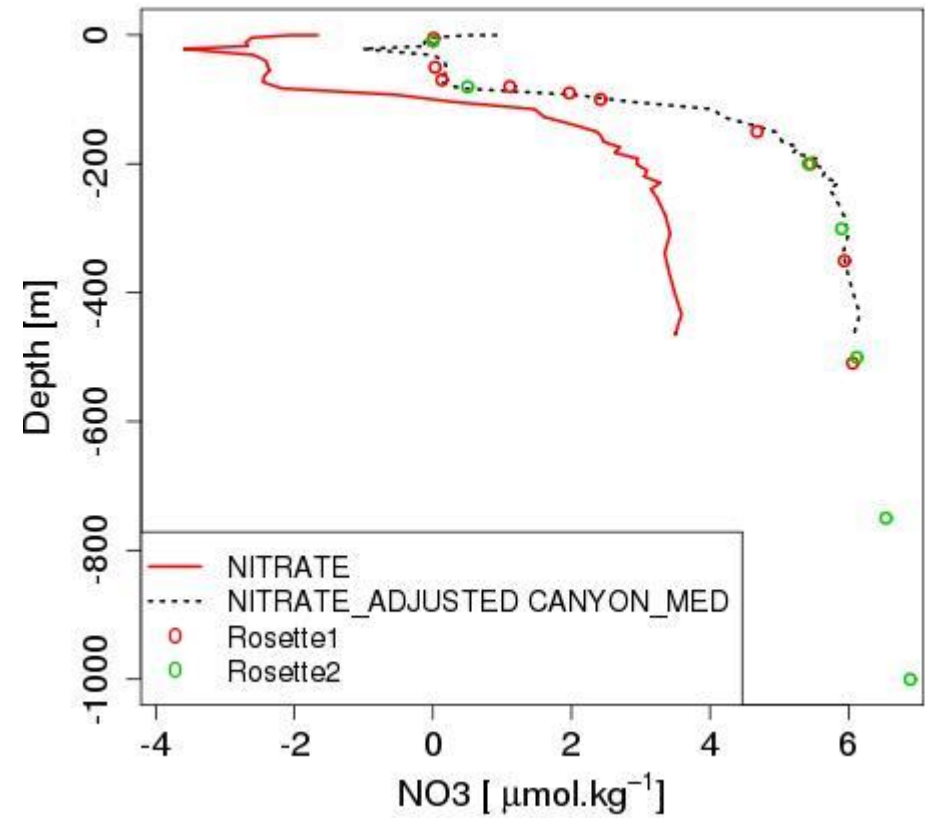 0
-200
-400
-600
-800
-1000
Depth [m]
NITRATE
NITRATE_ADJUSTED CANYON_MED
Rosette1
Rosette2
-4 -2 0 2 4 6
NO3 [ µmol.kg⁻¹]